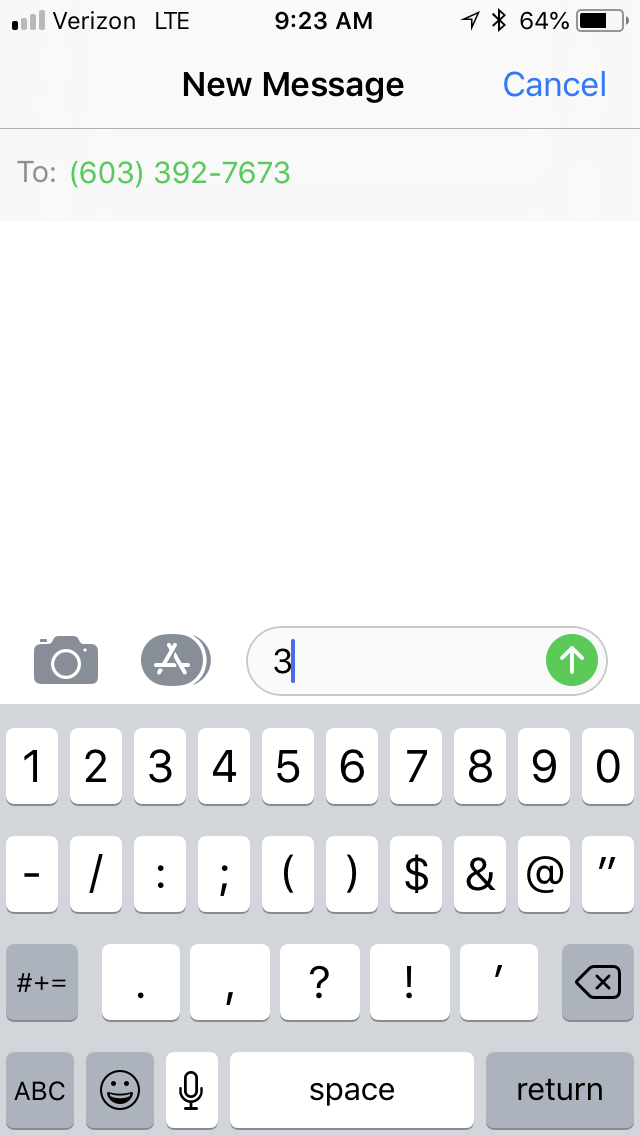 Verizon LTE 9:23 AM 64%
New Message Cancel
To: (603) 392-7673
3
1 2 3 4 5 6 7 8 9 0
- / : ; ( ) $ & @ "
#+= . , ? ! '
ABC space return